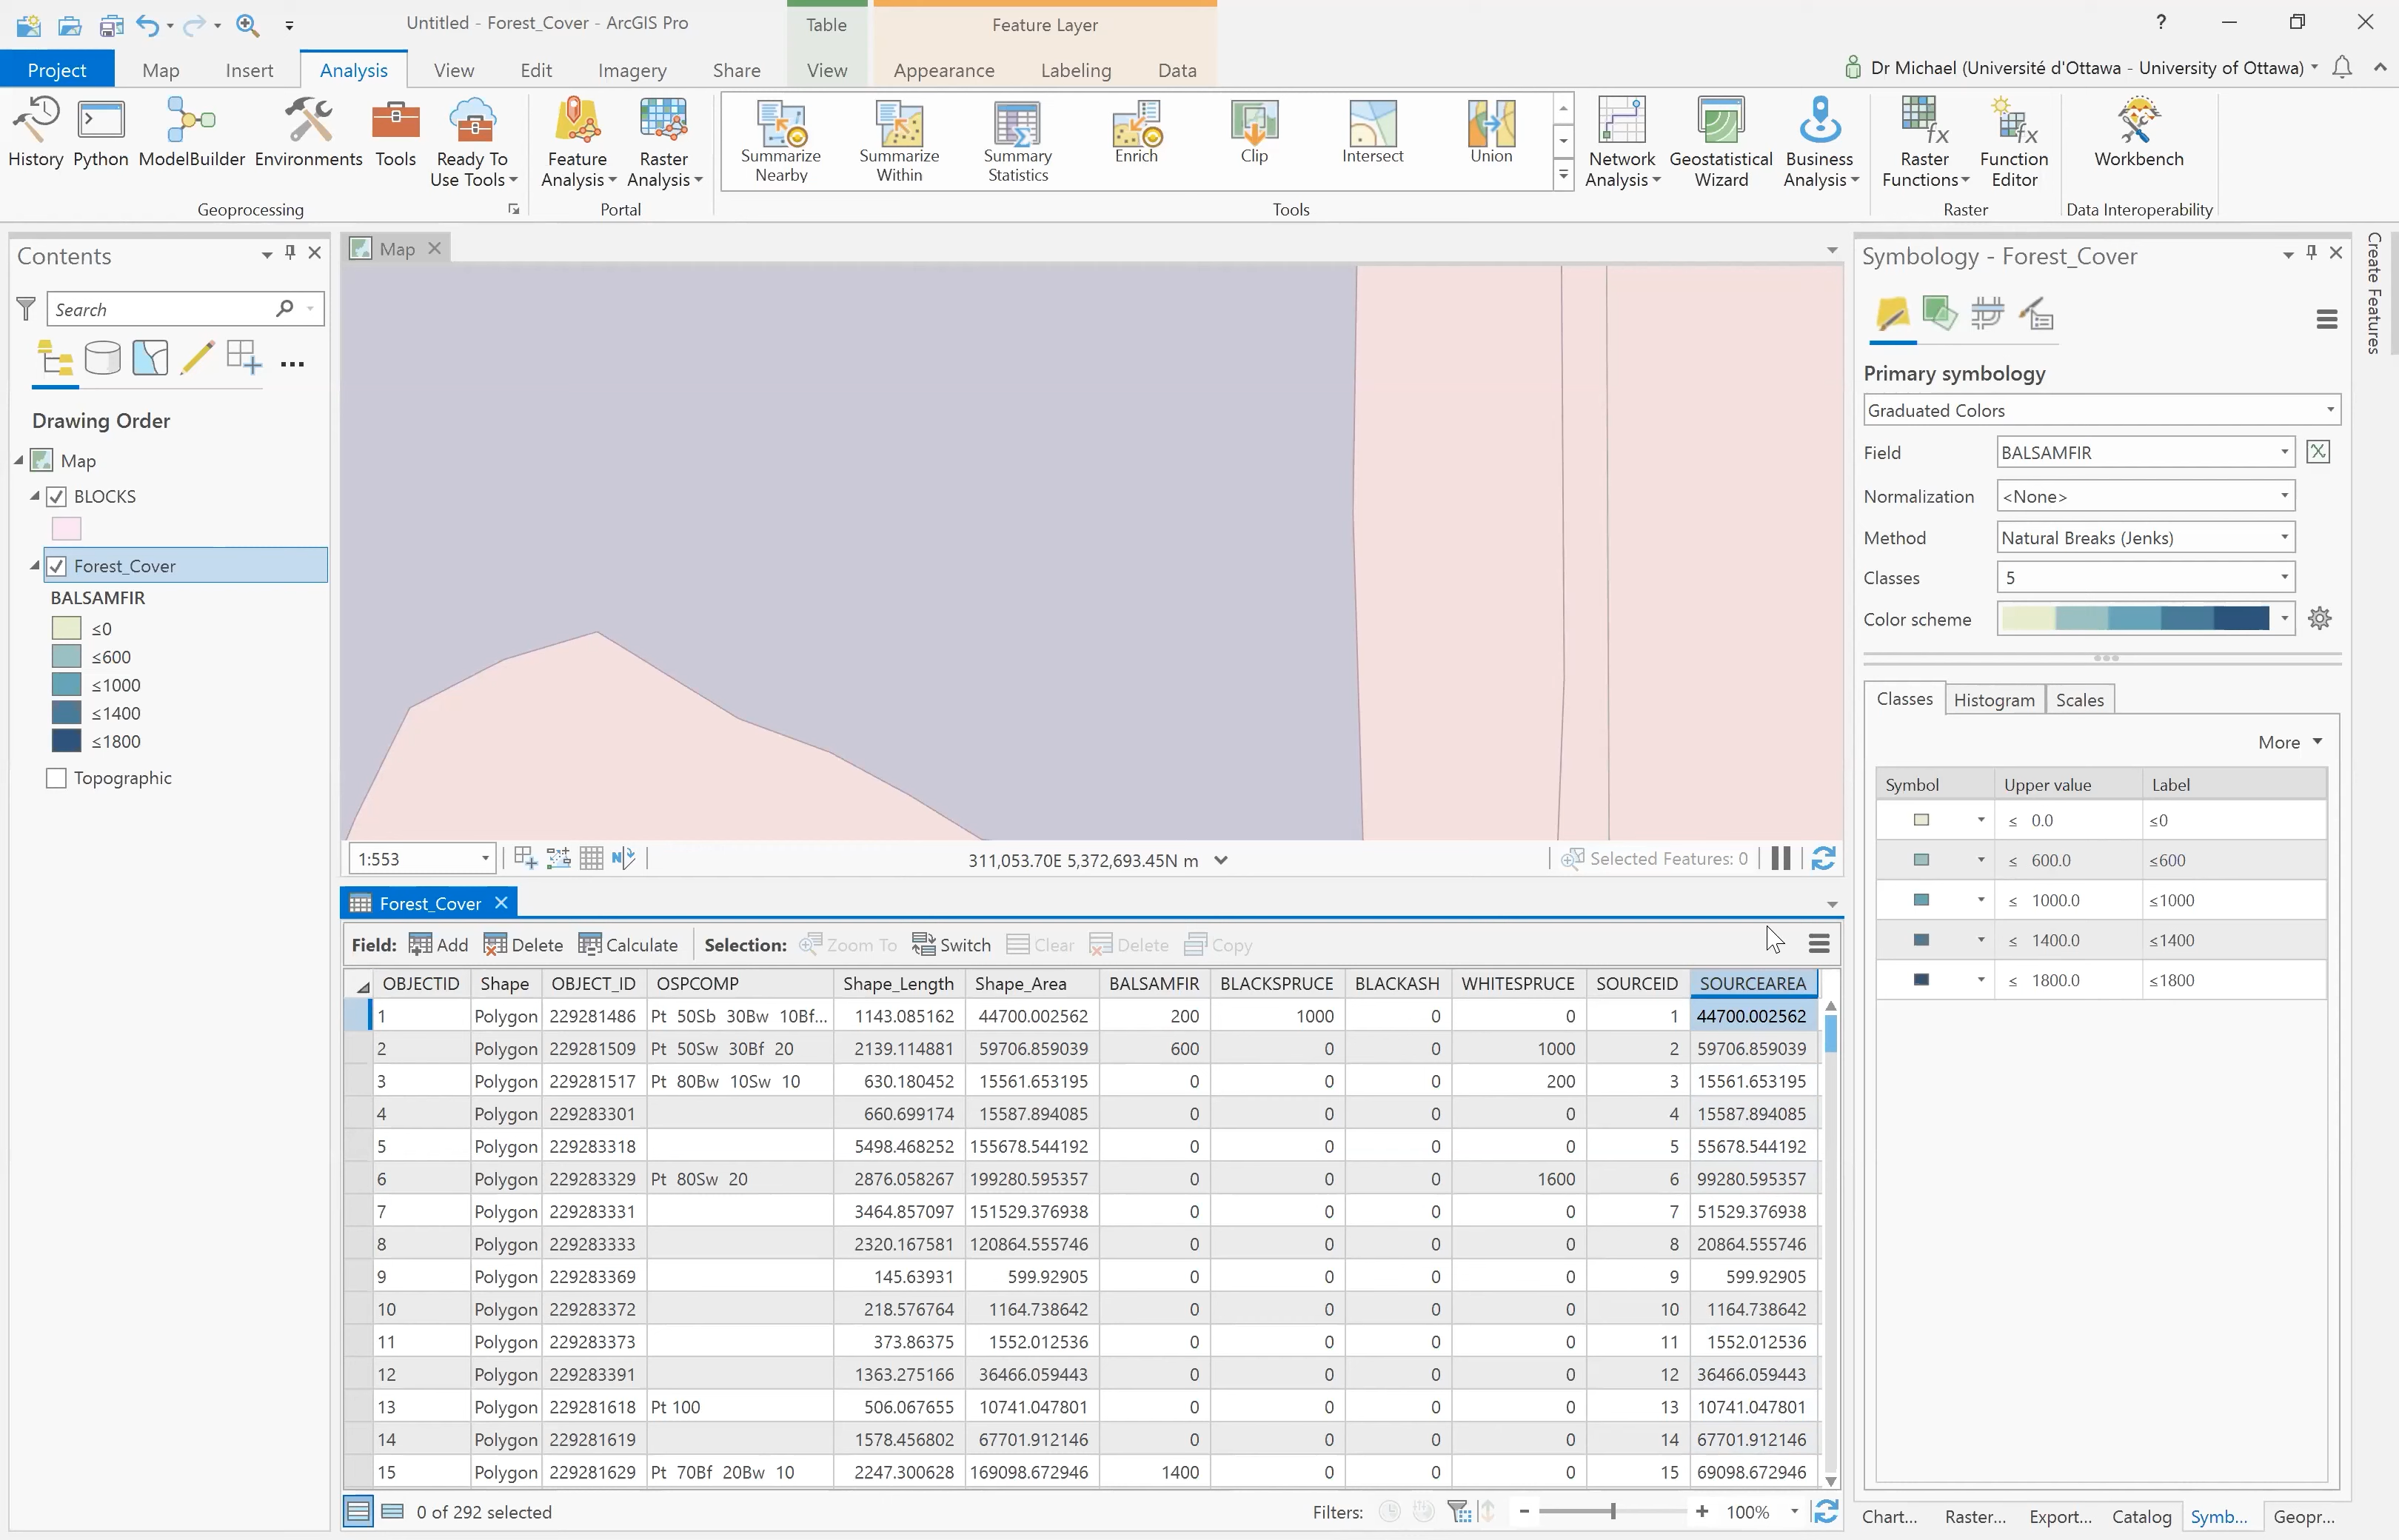 Untitled - Forest_Cover - ArcGIS Pro
Table
Feature Layer
?
Project Map Insert Analysis View Edit Imagery Share View Appearance Labeling Data
Dr Michael (Université d'Ottawa - University of Ottawa)
History Python ModelBuilder Environments Tools Ready To Use Tools
Feature Analysis Raster Analysis
Summarize Nearby Summarize Within Summary Statistics Enrich Clip Intersect Union
Network Analysis Geostatistical Wizard Business Analysis
Raster Functions Function Editor Workbench
Geoprocessing Portal Tools Raster Data Interoperability
Contents
Search
Drawing Order
Map
BLOCKS
Forest_Cover
BALSAMFIR
≤0
≤600
≤1000
≤1400
≤1800
Topographic
Map
1:553
311,053.70E 5,372,693.45N m
Selected Features: 0
Forest_Cover
Field: Add Delete Calculate Selection: Zoom To Switch Clear Delete Copy
OBJECTID Shape OBJECT_ID OSPCOMP Shape_Length Shape_Area BALSAMFIR BLACKSPRUCE BLACKASH WHITESPRUCE SOURCEID SOURCEAREA
1 Polygon 229281486 Pt 50Sb 30Bw 10Bf... 1143.085162 44700.002562 200 1000 0 0 1 44700.002562
2 Polygon 229281509 Pt 50Sw 30Bf 20 2139.114881 59706.859039 600 0 0 1000 2 59706.859039
3 Polygon 229281517 Pt 80Bw 10Sw 10 630.180452 15561.653195 0 0 0 200 3 15561.653195
4 Polygon 229283301 660.699174 15587.894085 0 0 0 0 4 15587.894085
5 Polygon 229283318 5498.468252 155678.544192 0 0 0 0 5 55678.544192
6 Polygon 229283329 Pt 80Sw 20 2876.058267 199280.595357 0 0 0 1600 6 99280.595357
7 Polygon 229283331 3464.857097 151529.376938 0 0 0 0 7 51529.376938
8 Polygon 229283333 2320.167581 120864.555746 0 0 0 0 8 20864.555746
9 Polygon 229283369 145.63931 599.92905 0 0 0 0 9 599.92905
10 Polygon 229283372 218.576764 1164.738642 0 0 0 0 10 1164.738642
11 Polygon 229283373 373.86375 1552.012536 0 0 0 0 11 1552.012536
12 Polygon 229283391 1363.275166 36466.059443 0 0 0 0 12 36466.059443
13 Polygon 229281618 Pt 100 506.067655 10741.047801 0 0 0 0 13 10741.047801
14 Polygon 229281619 1578.456802 67701.912146 0 0 0 0 14 67701.912146
15 Polygon 229281629 Pt 70Bf 20Bw 10 2247.300628 169098.672946 1400 0 0 0 15 69098.672946
0 of 292 selected
Filters:
100%
Symbology - Forest_Cover
Primary symbology
Graduated Colors
Field BALSAMFIR
Normalization <None>
Method Natural Breaks (Jenks)
Classes 5
Color scheme
Classes Histogram Scales
More
Symbol Upper value Label
≤ 0.0 ≤0
≤ 600.0 ≤600
≤ 1000.0 ≤1000
≤ 1400.0 ≤1400
≤ 1800.0 ≤1800
Chart... Raster... Export... Catalog Symb... Geopr...
Create Features